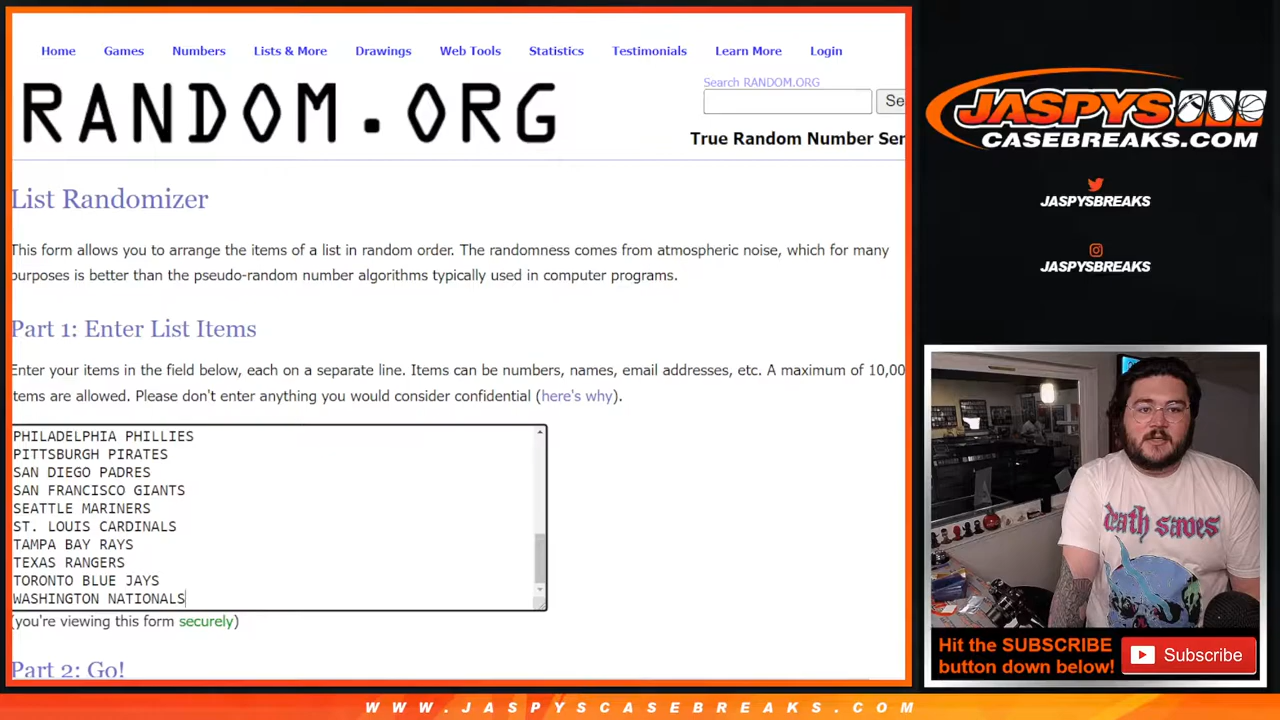 Home Games Numbers Lists & More Drawings Web Tools Statistics Testimonials Learn More Login
RANDOM.ORG
Search RANDOM.ORG
Se
True Random Number Ser
List Randomizer
This form allows you to arrange the items of a list in random order. The randomness comes from atmospheric noise, which for many
purposes is better than the pseudo-random number algorithms typically used in computer programs.
Part 1: Enter List Items
Enter your items in the field below, each on a separate line. Items can be numbers, names, email addresses, etc. A maximum of 10,00
tems are allowed. Please don't enter anything you would consider confidential (here's why).
PHILADELPHIA PHILLIES
PITTSBURGH PIRATES
SAN DIEGO PADRES
SAN FRANCISCO GIANTS
SEATTLE MARINERS
ST. LOUIS CARDINALS
TAMPA BAY RAYS
TEXAS RANGERS
TORONTO BLUE JAYS
WASHINGTON NATIONALS
(you're viewing this form securely)
Part 2: Go!
JASPYS
CASEBREAKS.COM
JASPYSBREAKS
JASPYSBREAKS
death saves
Hit the SUBSCRIBE
button down below!
Subscribe
WWW.JASPYSCASEBREAKS.COM